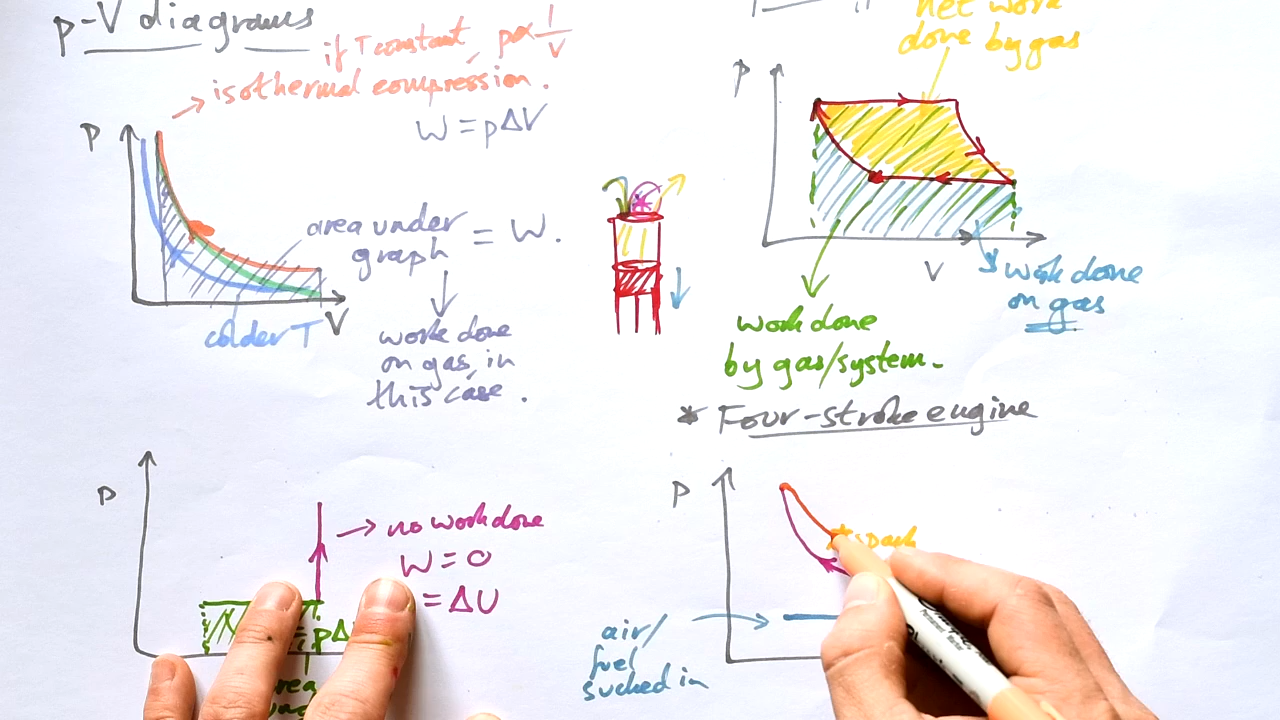 p-V diagrams
if T constant, p∝ 1/V
isothermal compression.
W = pΔV
p
area under
graph = W.
V
colder T
work done
on gas, in
this case.
net work
done by gas
p
V
work done
on gas
work done
by gas/system.
* Four-stroke engine
p
no work done
W = 0
= ΔU
= pΔ
p
spark
air/
fuel
sucked in